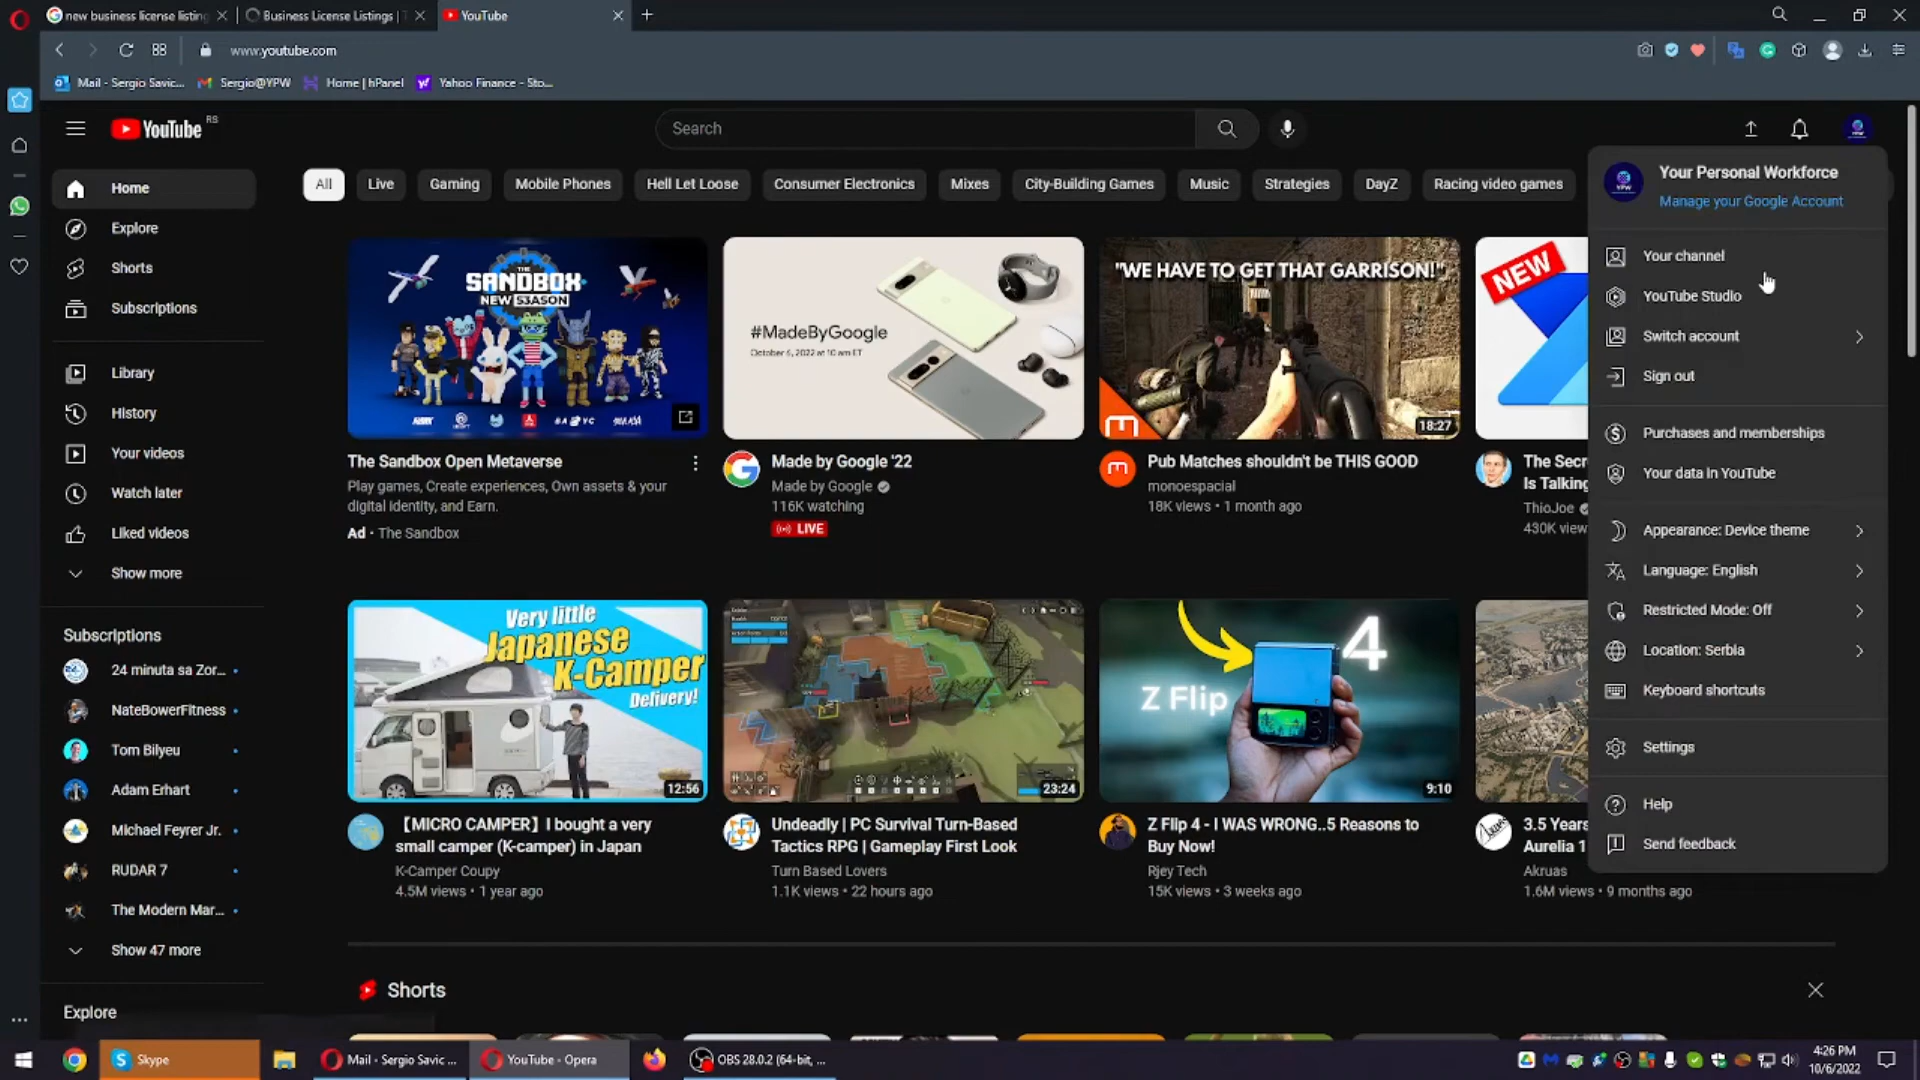 new business license listing
Business License Listings |
YouTube
www.youtube.com
Mail - Sergio Savic...
Sergio@YPW
Home | hPanel
Yahoo Finance - Sto...
YouTube RS
Search
Home
Explore
Shorts
Subscriptions
Library
History
Your videos
Watch later
Liked videos
Show more
Subscriptions
24 minuta sa Zor...
NateBowerFitness
Tom Bilyeu
Adam Erhart
Michael Feyrer Jr.
RUDAR 7
The Modern Mar...
Show 47 more
Explore
All
Live
Gaming
Mobile Phones
Hell Let Loose
Consumer Electronics
Mixes
City-Building Games
Music
Strategies
DayZ
Racing video games
THE
SANDBOX
NEW S3ASON
The Sandbox Open Metaverse
Play games, Create experiences, Own assets & your
digital identity, and Earn.
Ad • The Sandbox
#MadeByGoogle
October 6, 2022 at 10 am ET
Made by Google '22
Made by Google
116K watching
LIVE
"WE HAVE TO GET THAT GARRISON!"
18:27
Pub Matches shouldn't be THIS GOOD
monoespacial
18K views • 1 month ago
NEW
The Secr
Is Talking
ThioJoe
430K view
Very little
Japanese
K-Camper
Delivery!
12:56
【MICRO CAMPER】I bought a very
small camper (K-camper) in Japan
K-Camper Coupy
4.5M views • 1 year ago
23:24
Undeadly | PC Survival Turn-Based
Tactics RPG | Gameplay First Look
Turn Based Lovers
1.1K views • 22 hours ago
Z Flip 4
9:10
Z Flip 4 - I WAS WRONG..5 Reasons to
Buy Now!
Rjey Tech
15K views • 3 weeks ago
3.5 Years
Aurelia 1
Akruas
1.6M views • 9 months ago
Shorts
YPW
Your Personal Workforce
Manage your Google Account
Your channel
YouTube Studio
Switch account
Sign out
Purchases and memberships
Your data in YouTube
Appearance: Device theme
Language: English
Restricted Mode: Off
Location: Serbia
Keyboard shortcuts
Settings
Help
Send feedback
Skype
Mail - Sergio Savic ...
YouTube - Opera
OBS 28.0.2 (64-bit, ...
4:26 PM
10/6/2022